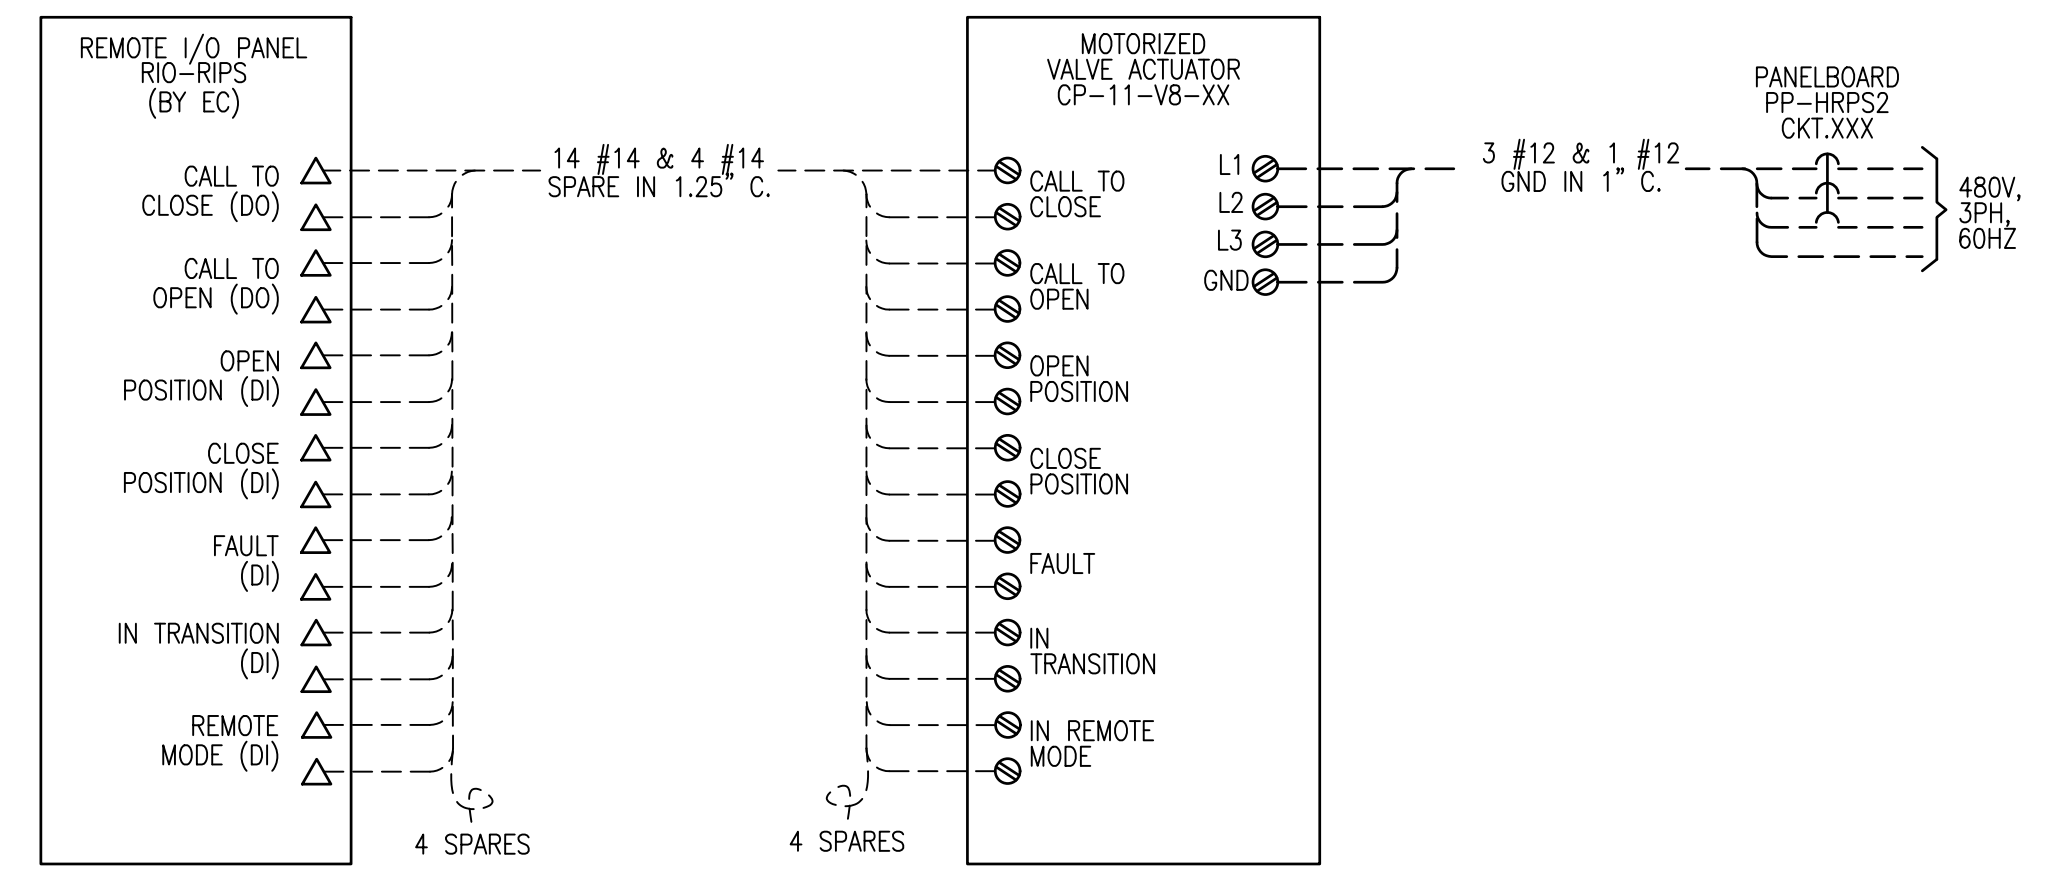 REMOTE I/O PANEL
RIO-RIPS
(BY EC)
CALL TO
CLOSE (DO)
CALL TO
OPEN (DO)
OPEN
POSITION (DI)
CLOSE
POSITION (DI)
FAULT
(DI)
IN TRANSITION
(DI)
REMOTE
MODE (DI)
14 #14 & 4 #14
SPARE IN 1.25" C.
4 SPARES
4 SPARES
MOTORIZED
VALVE ACTUATOR
CP-11-V8-XX
CALL TO
CLOSE
CALL TO
OPEN
OPEN
POSITION
CLOSE
POSITION
FAULT
IN
TRANSITION
IN REMOTE
MODE
L1
L2
L3
GND
3 #12 & 1 #12
GND IN 1" C.
PANELBOARD
PP-HRPS2
CKT.XXX
480V,
3PH,
60HZ